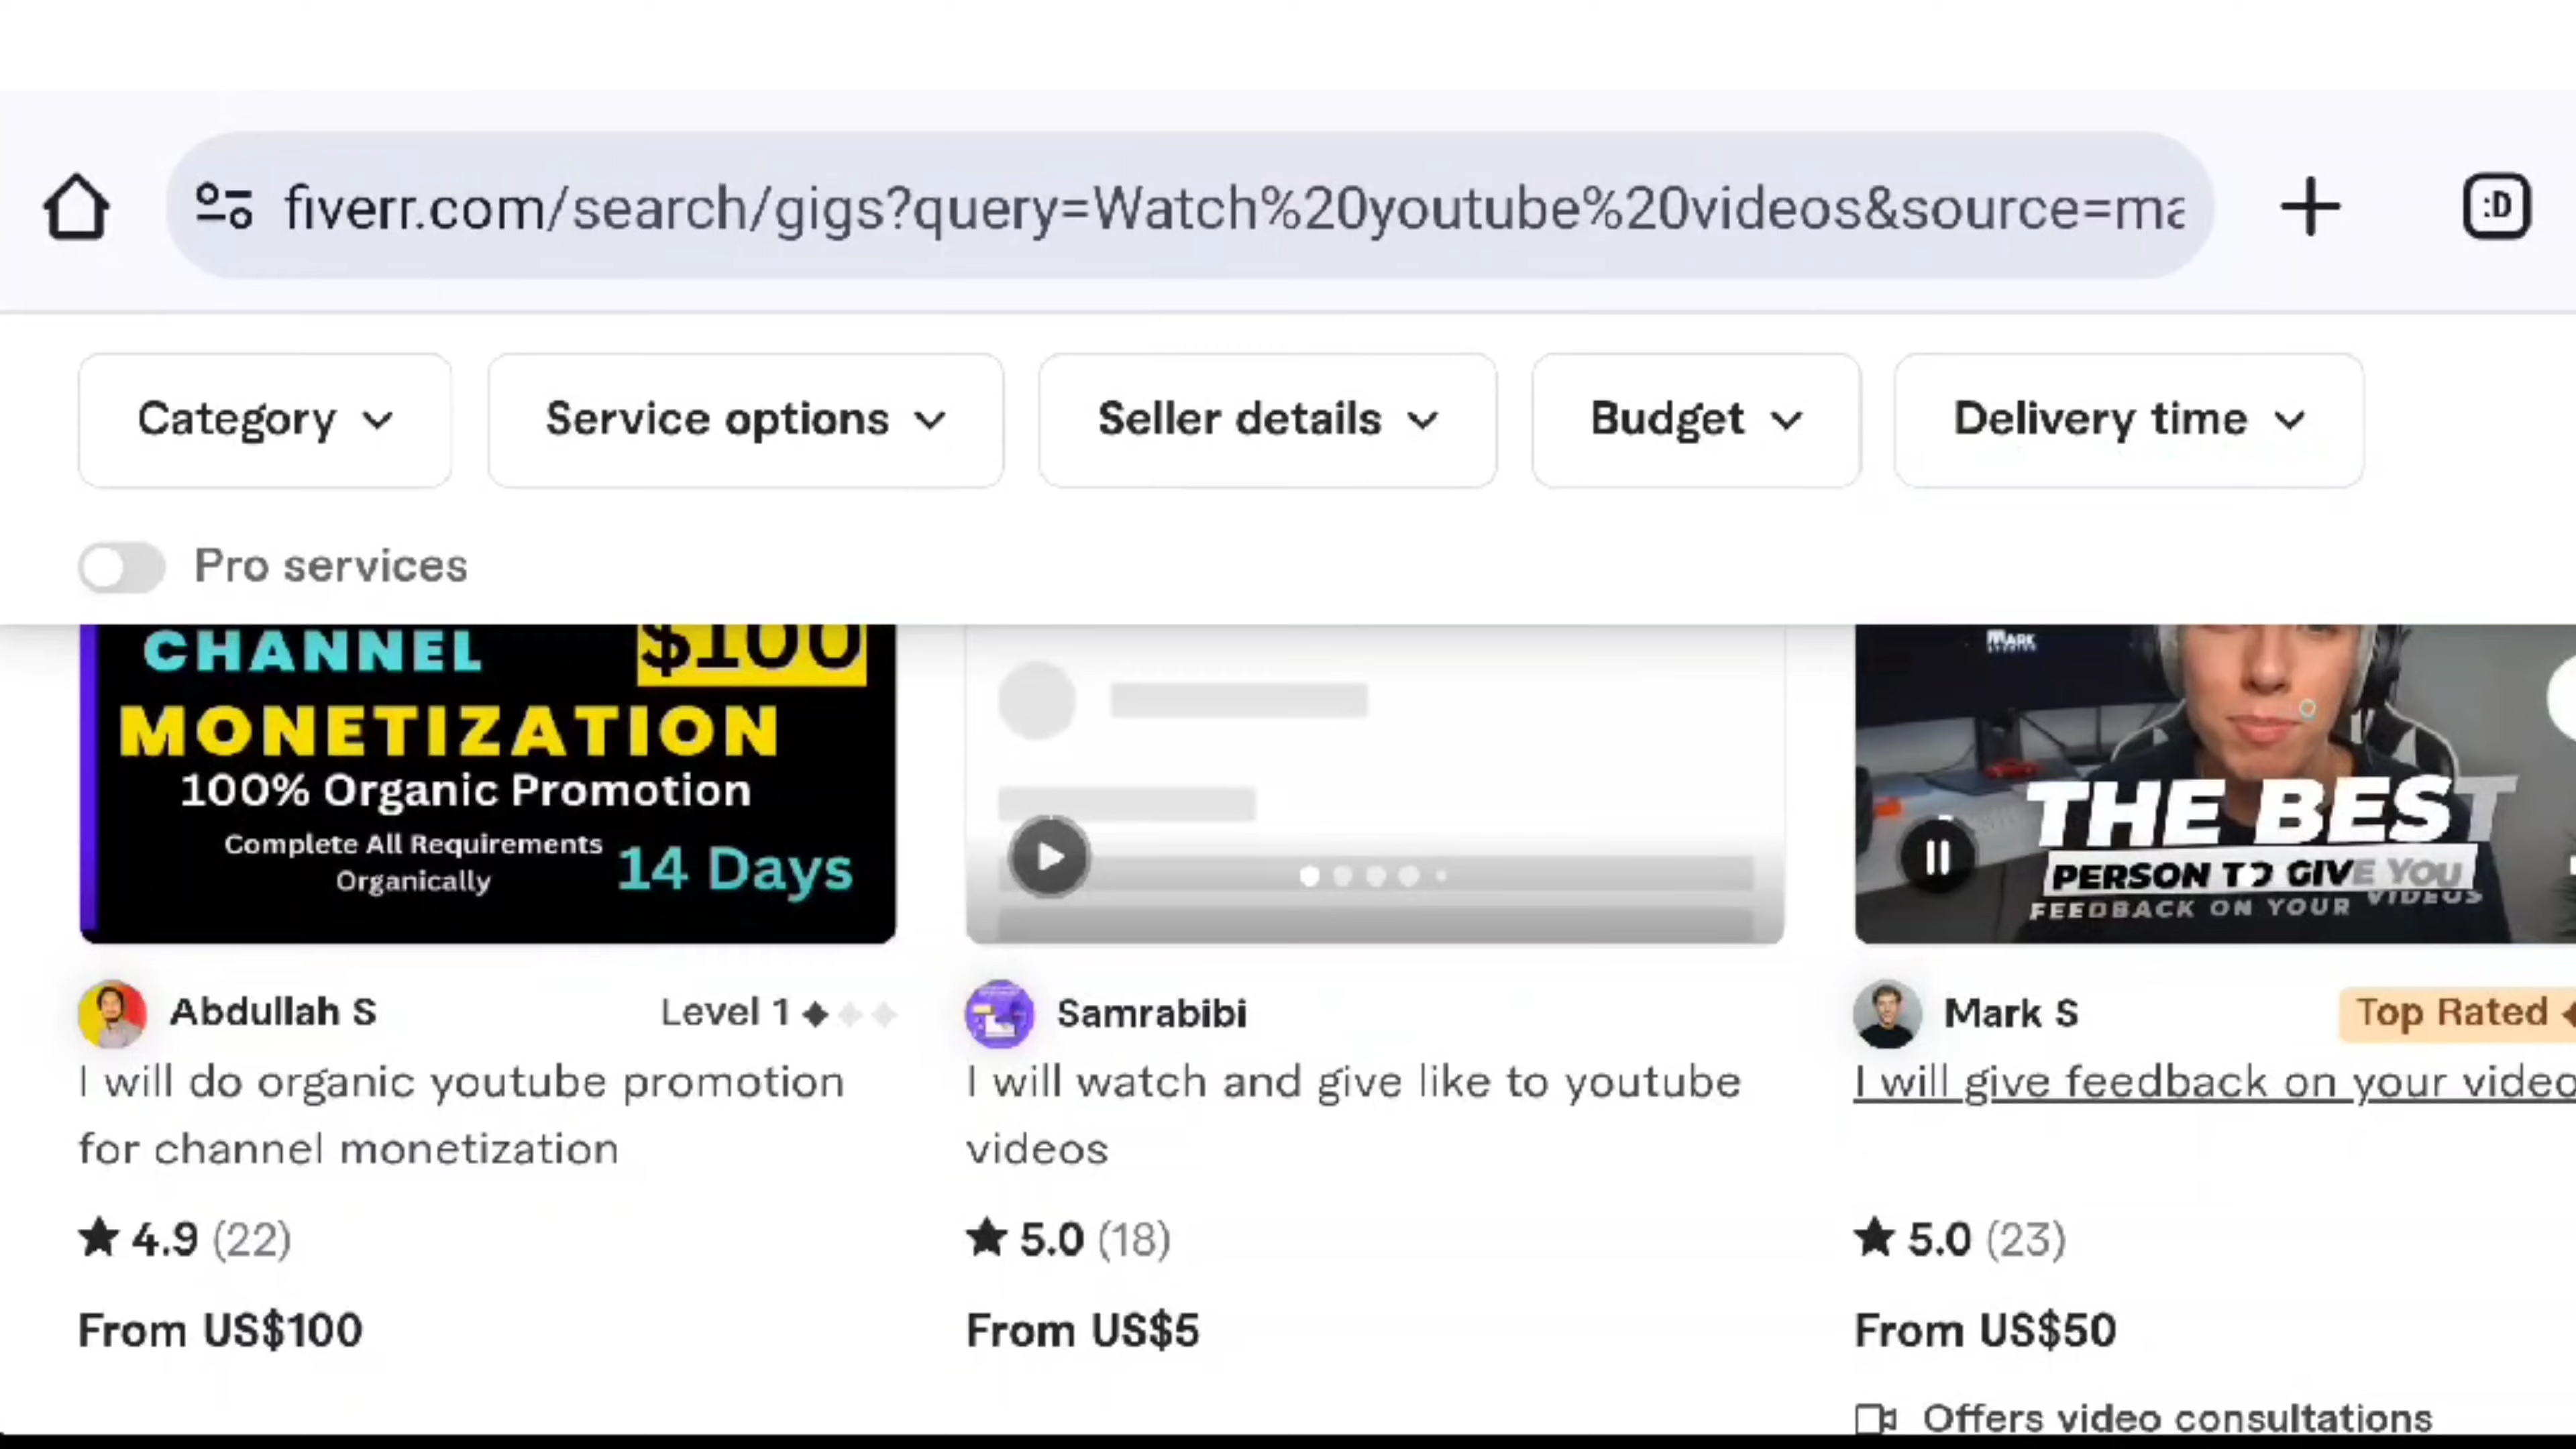 fiverr.com/search/gigs?query=Watch%20youtube%20videos&source=ma
:D
Category
Service options
Seller details
Budget
Delivery time
Pro services
CHANNEL
$100
MONETIZATION
100% Organic Promotion
Complete All Requirements
Organically
14 Days
MARK
THE BEST
PERSON TO GIVE YOU
FEEDBACK ON YOUR VIDEOS
Abdullah S
Level 1
I will do organic youtube promotion
for channel monetization
4.9 (22)
From US$100
Samrabibi
I will watch and give like to youtube
videos
5.0 (18)
From US$5
Mark S
Top Rated
I will give feedback on your video
5.0 (23)
From US$50
Offers video consultations